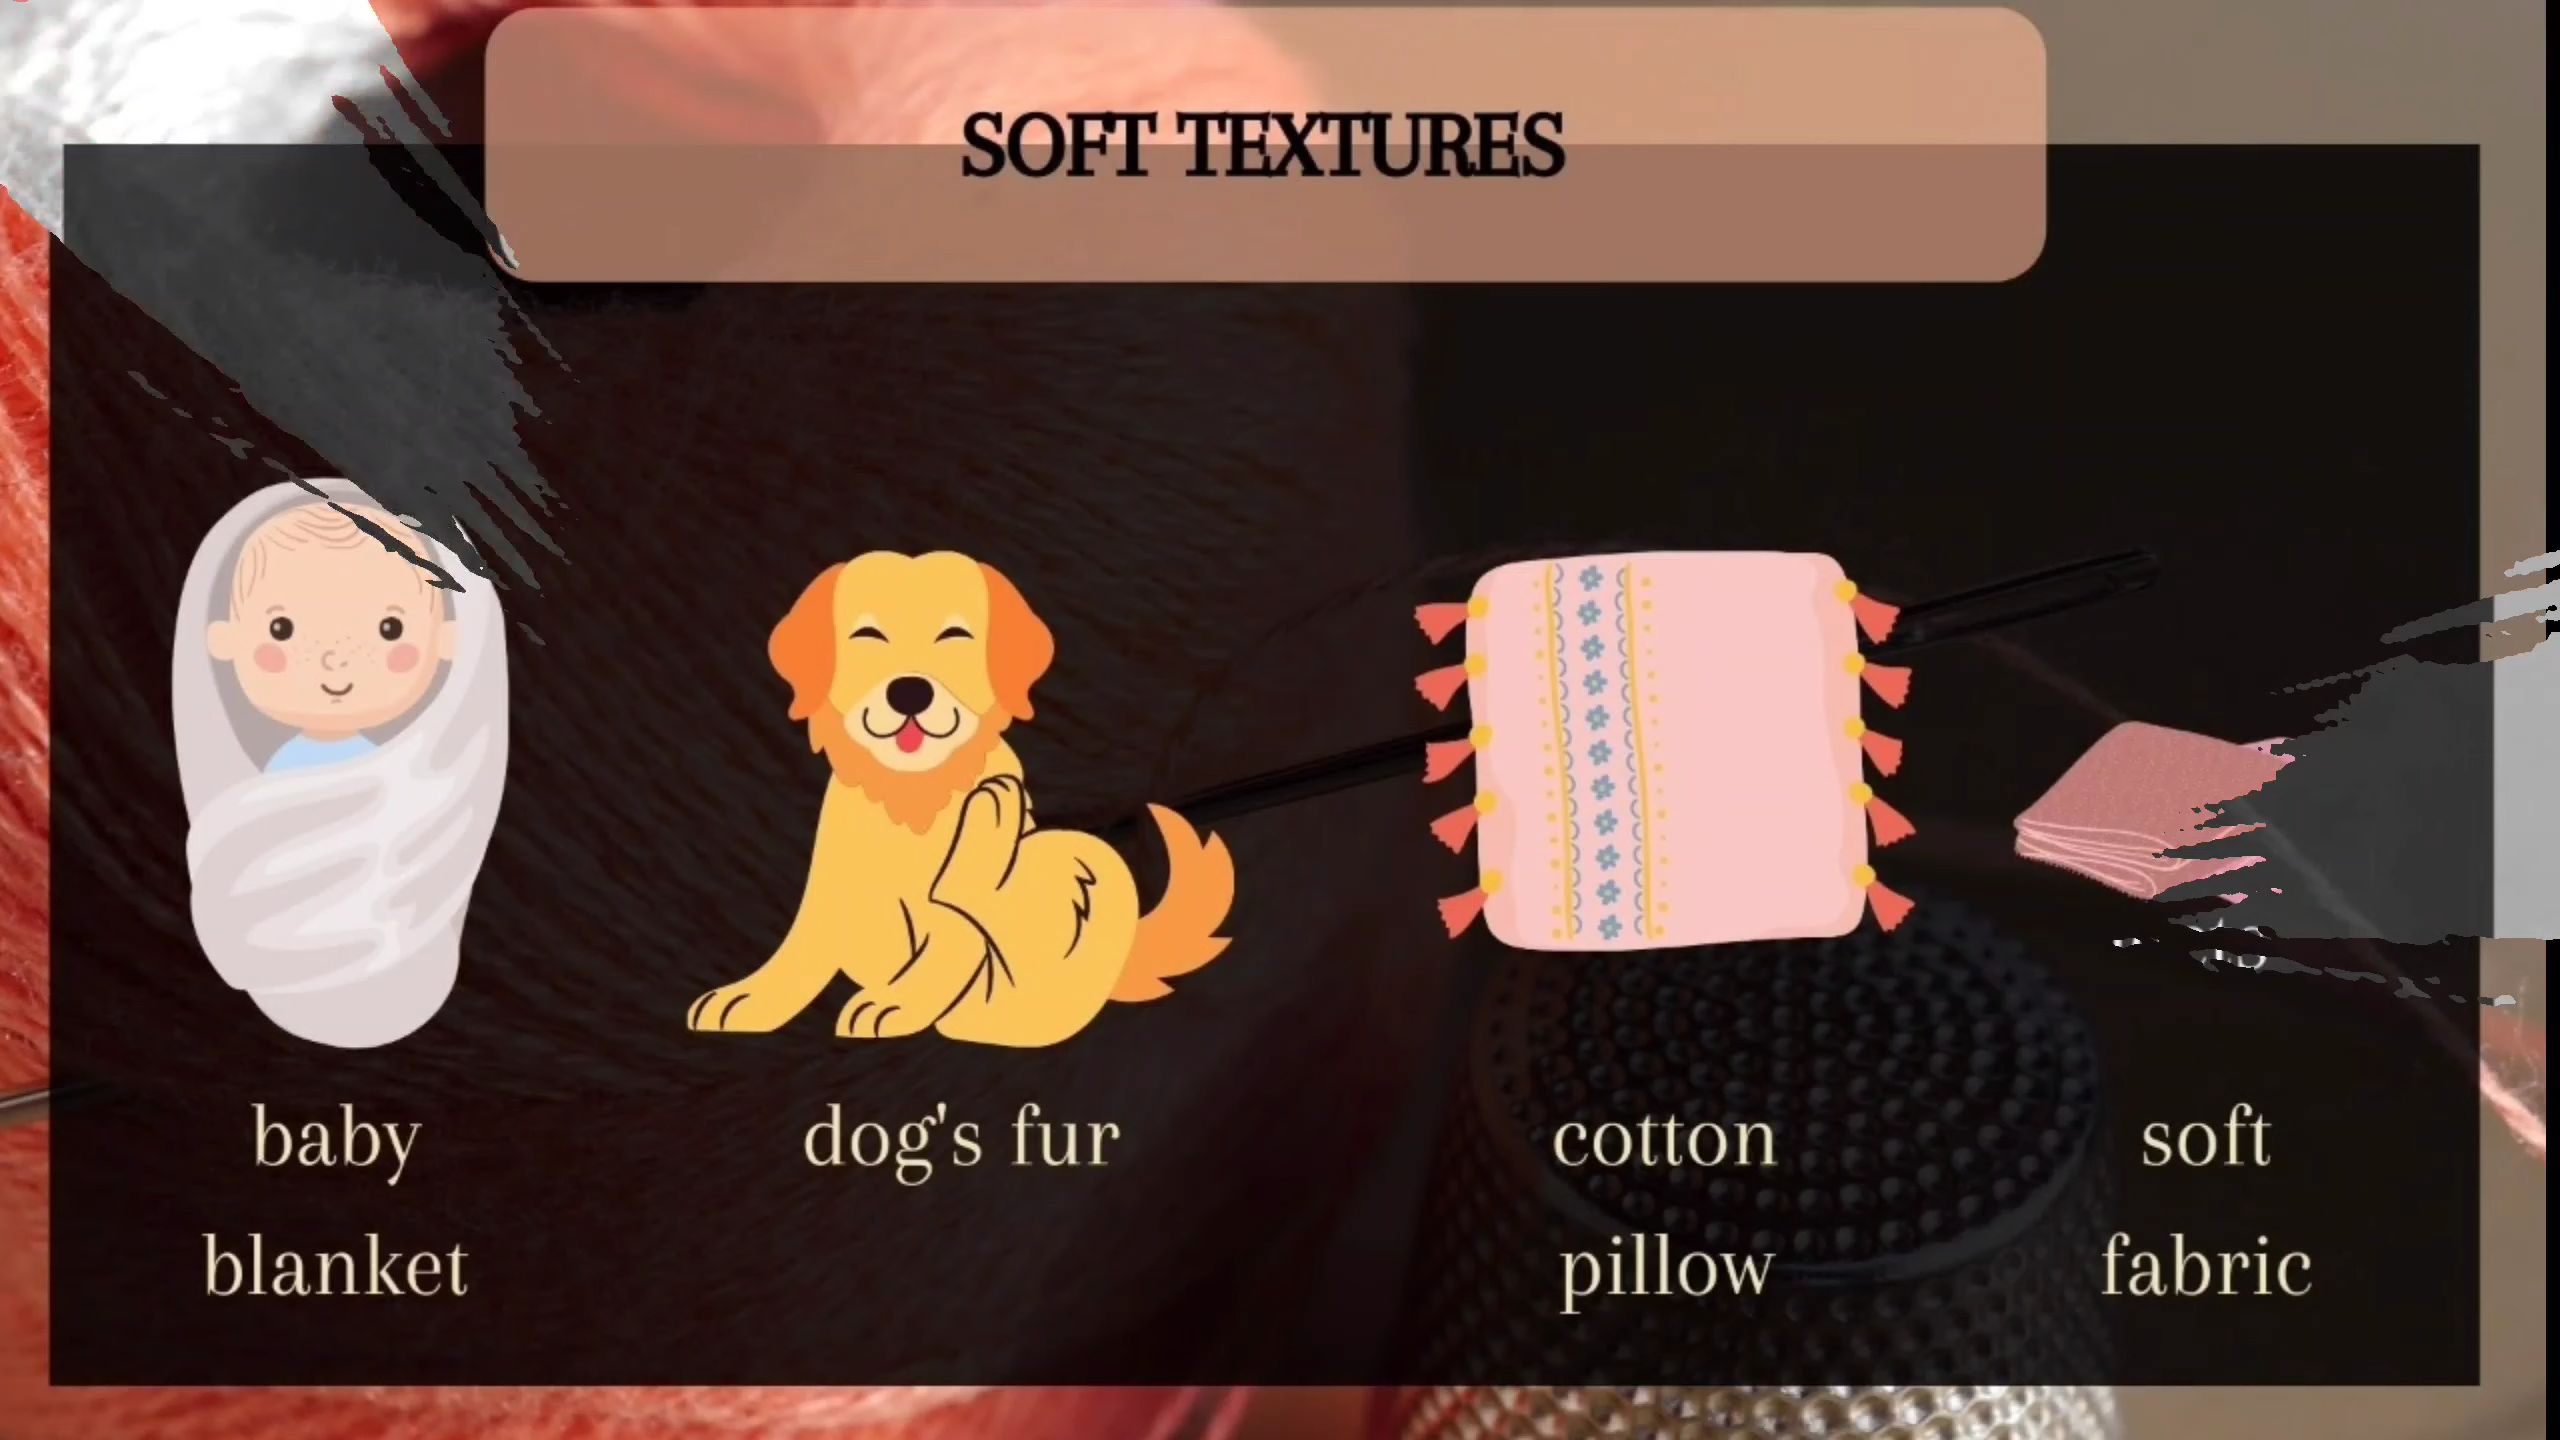 SOFT TEXTURES
baby
blanket
dog's fur
cotton
pillow
soft
fabric